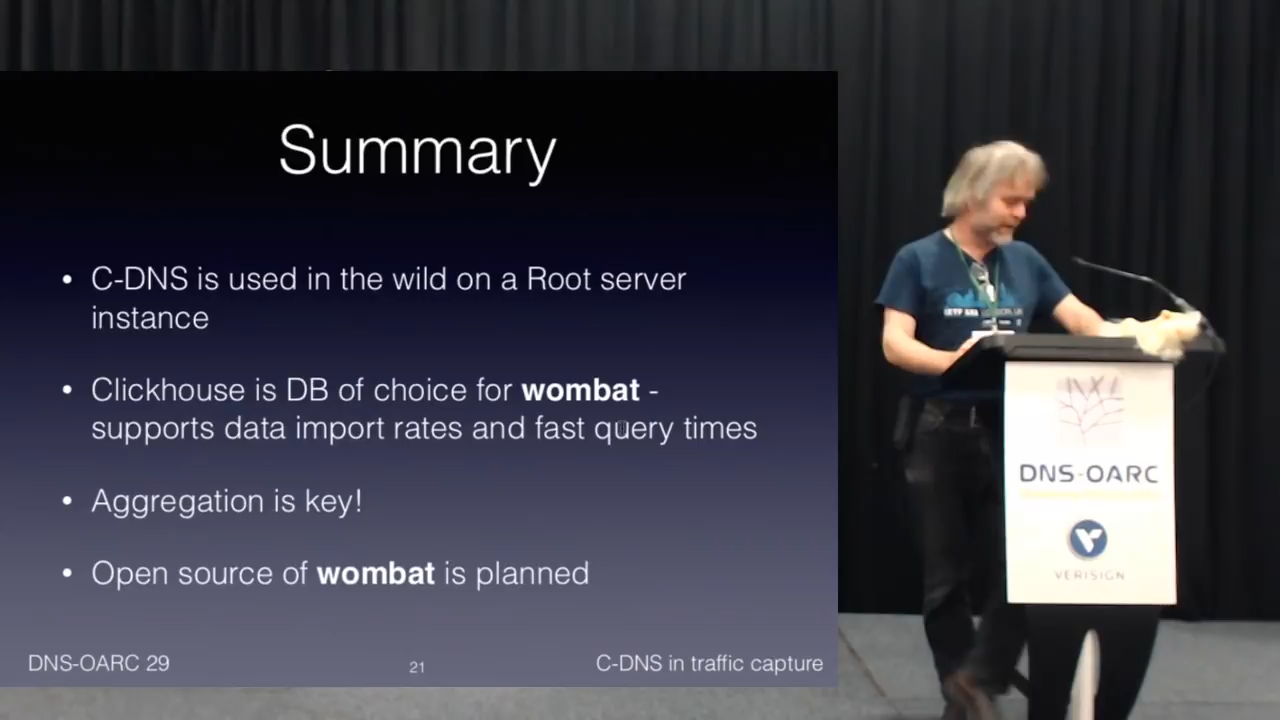 Summary
• C-DNS is used in the wild on a Root server
instance
• Clickhouse is DB of choice for wombat -
supports data import rates and fast query times
• Aggregation is key!
• Open source of wombat is planned
DNS-OARC 29
21
C-DNS in traffic capture
DNS-OARC
VERISIGN